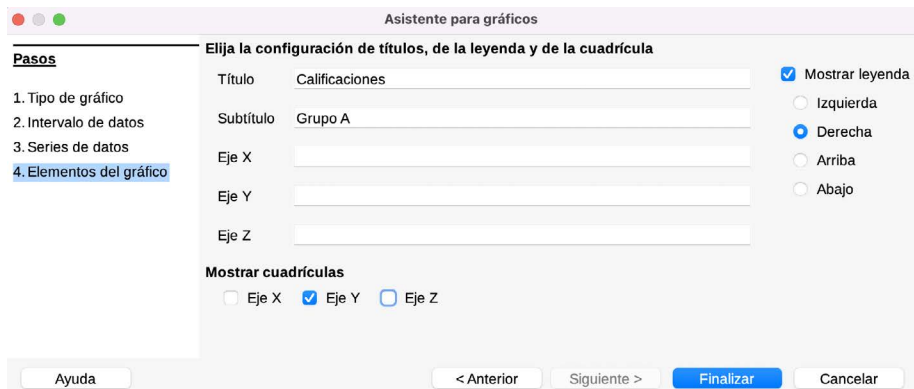 Asistente para gráficos
Pasos
1. Tipo de gráfico
2. Intervalo de datos
3. Series de datos
4. Elementos del gráfico
Elija la configuración de títulos, de la leyenda y de la cuadrícula
Título Calificaciones
Subtítulo Grupo A
Eje X
Eje Y
Eje Z
Mostrar leyenda
Izquierda
Derecha
Arriba
Abajo
Mostrar cuadrículas
Eje X Eje Y Eje Z
Ayuda < Anterior Siguiente > Finalizar Cancelar